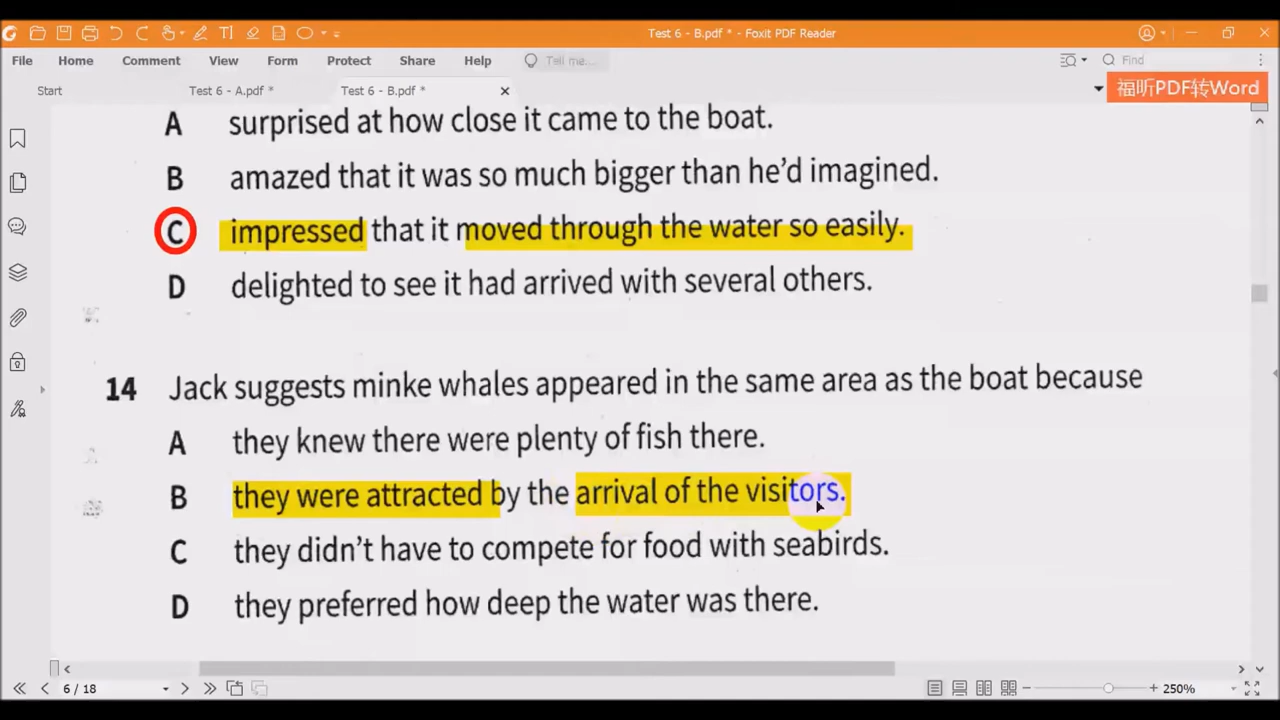 Test 6 - B.pdf * - Foxit PDF Reader
File Home Comment View Form Protect Share Help Tell me... Find
Start Test 6 - A.pdf * Test 6 - B.pdf * 福昕PDF转Word
A surprised at how close it came to the boat.
B amazed that it was so much bigger than he'd imagined.
C impressed that it moved through the water so easily.
D delighted to see it had arrived with several others.
14 Jack suggests minke whales appeared in the same area as the boat because
A they knew there were plenty of fish there.
B they were attracted by the arrival of the visitors.
C they didn't have to compete for food with seabirds.
D they preferred how deep the water was there.
6 / 18 250%